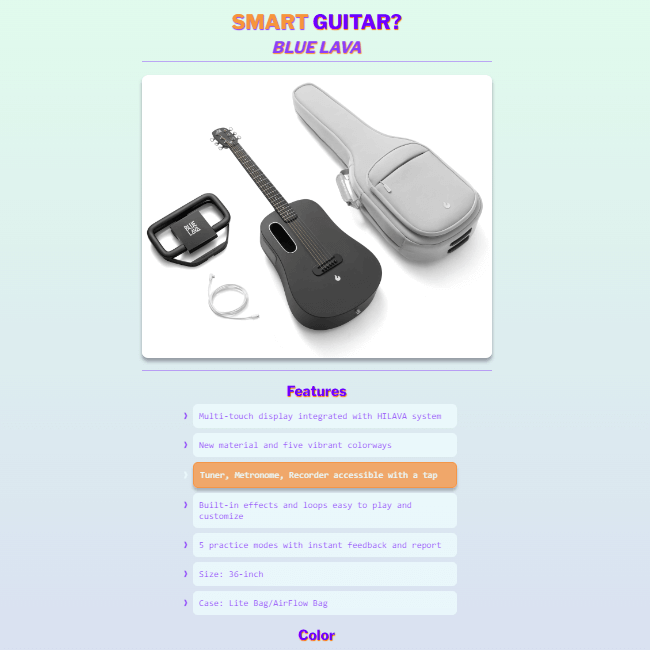 SMART GUITAR?
BLUE LAVA
BLUE
LAVA
Features
Multi-touch display integrated with HILAVA system
New material and five vibrant colorways
Tuner, Metronome, Recorder accessible with a tap
Built-in effects and loops easy to play and
customize
5 practice modes with instant feedback and report
Size: 36-inch
Case: Lite Bag/AirFlow Bag
Color